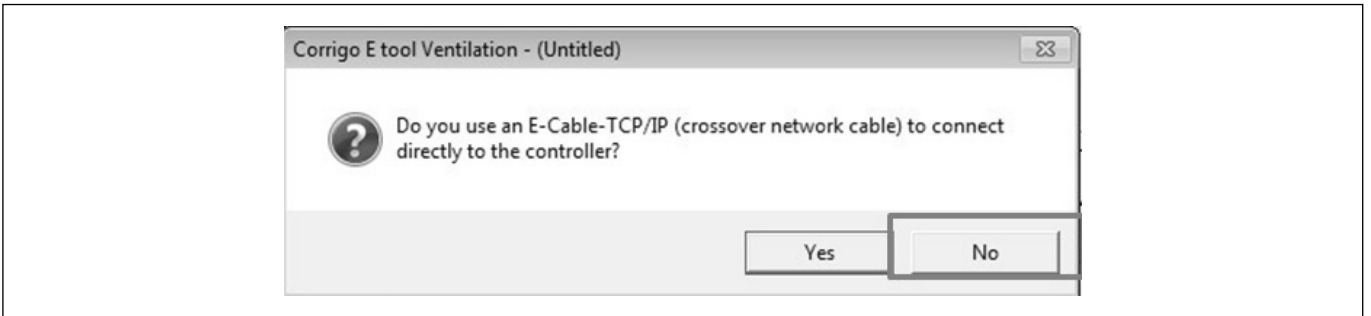 Corrigo E tool Ventilation - (Untitled)
Do you use an E-Cable-TCP/IP (crossover network cable) to connect
directly to the controller?
Yes
No